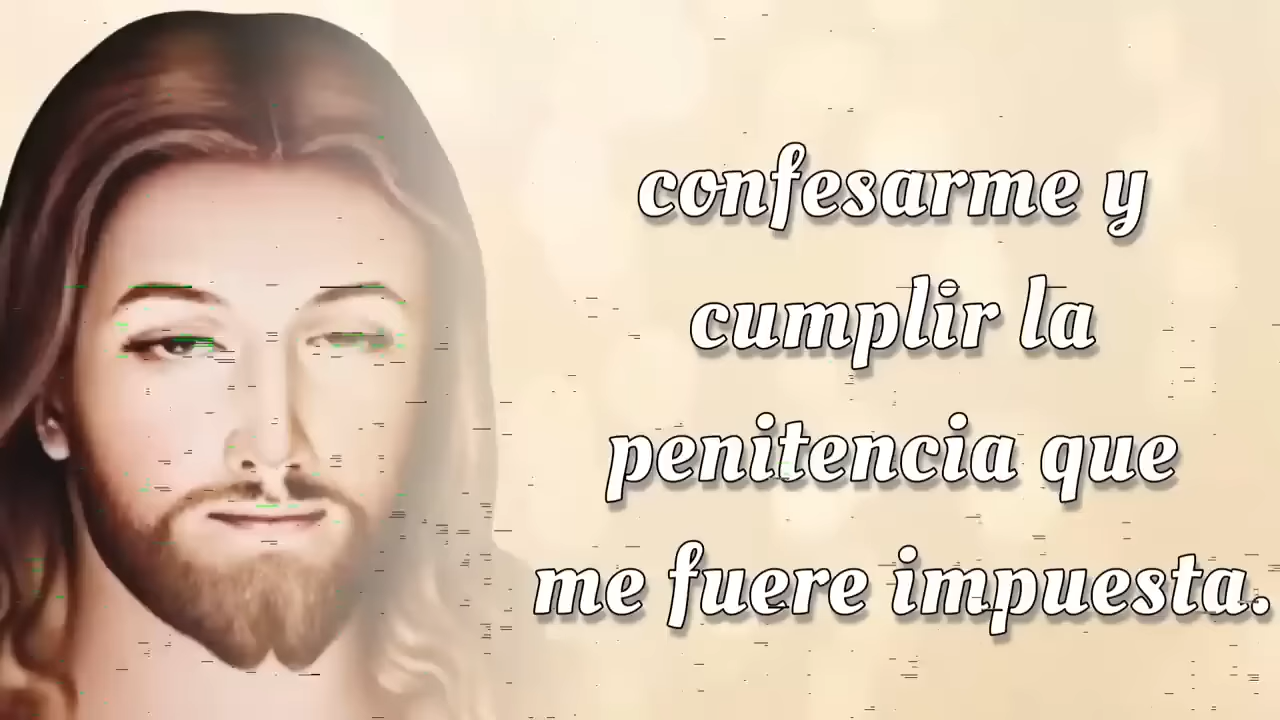 confesarme y
cumplir la
penitencia que
me fuere impuesta.